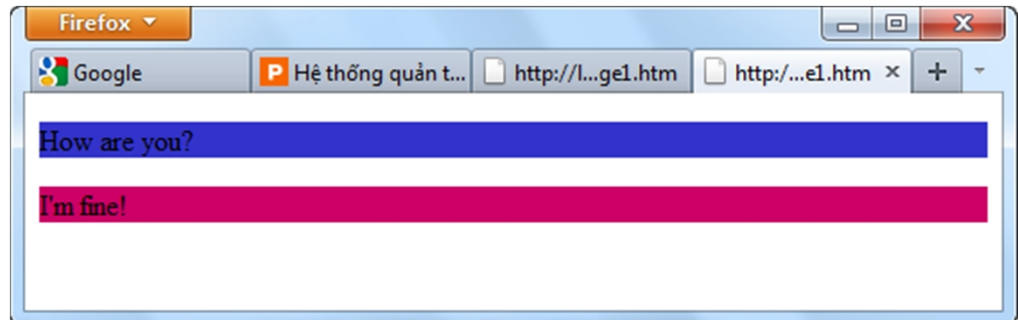 Firefox
Google
Hệ thống quản t...
http://l...ge1.htm
http:/...e1.htm
How are you?
I'm fine!